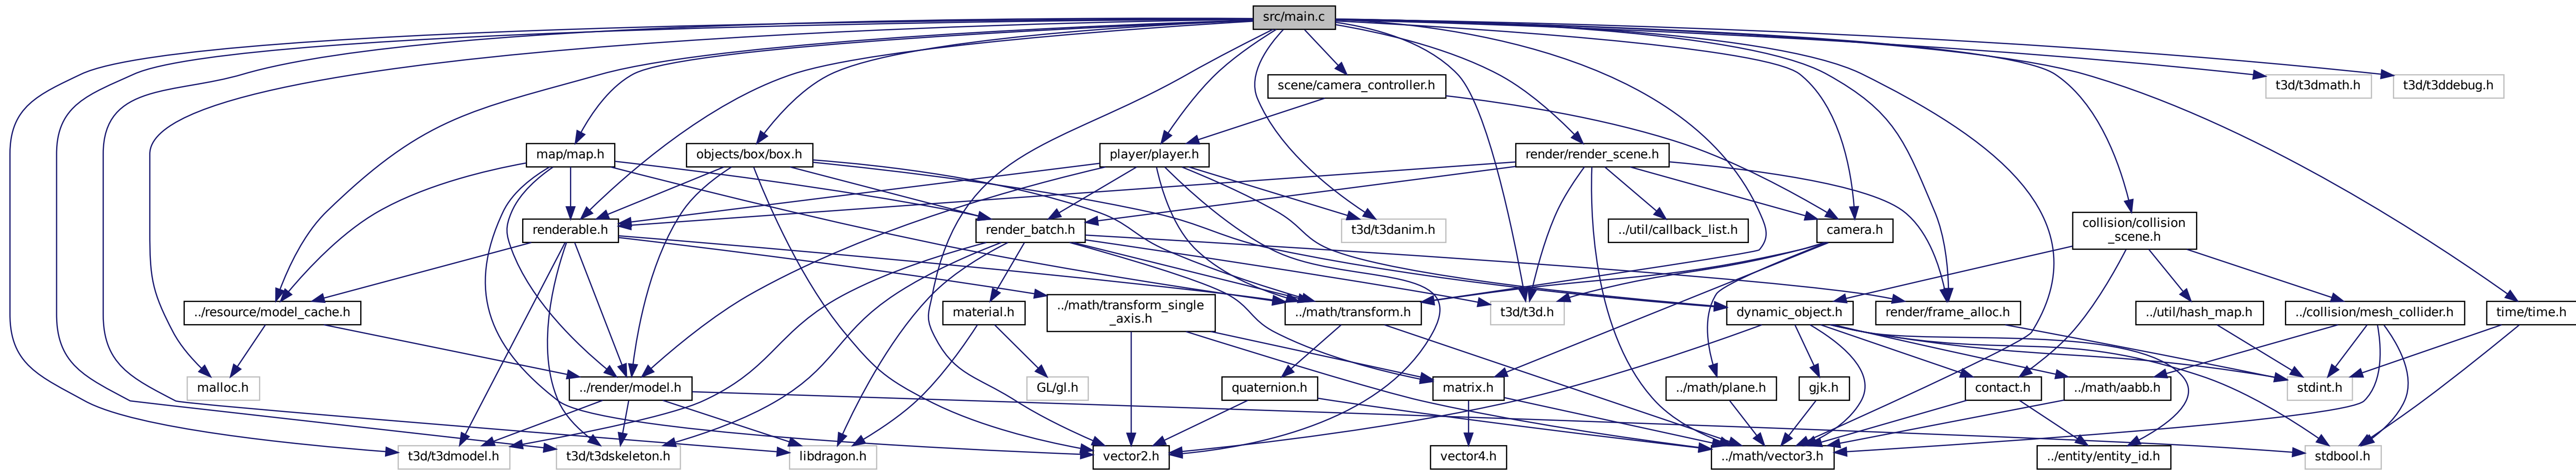 src/main.c
scene/camera_controller.h
t3d/t3dmath.h
t3d/t3ddebug.h
map/map.h
objects/box/box.h
player/player.h
render/render_scene.h
renderable.h
render_batch.h
t3d/t3danim.h
../util/callback_list.h
camera.h
collision/collision
_scene.h
../resource/model_cache.h
material.h
../math/transform_single
_axis.h
../math/transform.h
t3d/t3d.h
dynamic_object.h
render/frame_alloc.h
../util/hash_map.h
../collision/mesh_collider.h
time/time.h
malloc.h
../render/model.h
GL/gl.h
quaternion.h
matrix.h
../math/plane.h
gjk.h
contact.h
../math/aabb.h
stdint.h
t3d/t3dmodel.h
t3d/t3dskeleton.h
libdragon.h
vector2.h
vector4.h
../math/vector3.h
../entity/entity_id.h
stdbool.h